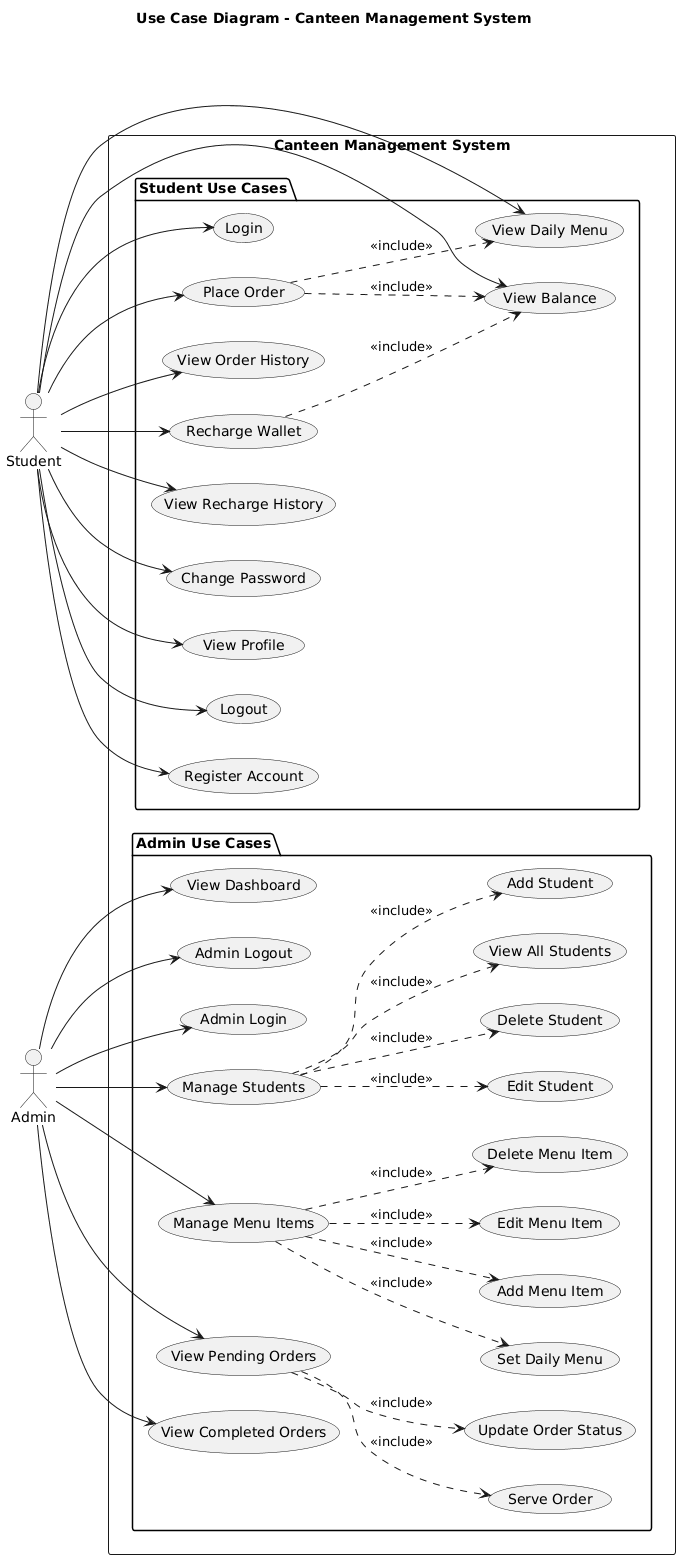 Use Case Diagram - Canteen Management System
Canteen Management System
Student Use Cases
Login
View Daily Menu
«include»
Place Order
«include»
View Balance
View Order History
«include»
Recharge Wallet
Student
View Recharge History
Change Password
View Profile
Logout
Register Account
Admin Use Cases
View Dashboard
Add Student
«include»
Admin Logout
View All Students
«include»
Admin Login
Delete Student
«include»
Manage Students
«include»
Edit Student
Admin
Delete Menu Item
«include»
Manage Menu Items
«include»
Edit Menu Item
«include»
Add Menu Item
«include»
View Pending Orders
Set Daily Menu
«include»
Update Order Status
View Completed Orders
«include»
Serve Order